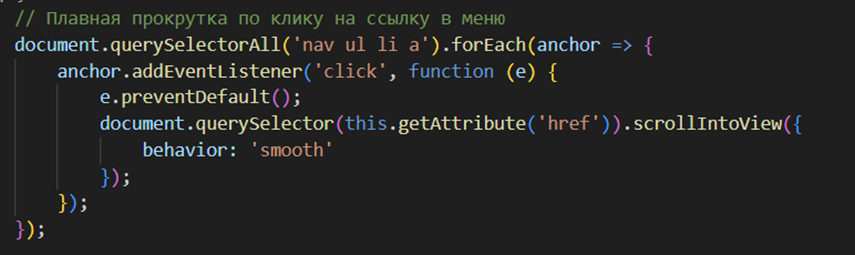 // Плавная прокрутка по клику на ссылку в меню
document.querySelectorAll('nav ul li a').forEach(anchor => {
    anchor.addEventListener('click', function (e) {
        e.preventDefault();
        document.querySelector(this.getAttribute('href')).scrollIntoView({
            behavior: 'smooth'
        });
    });
});